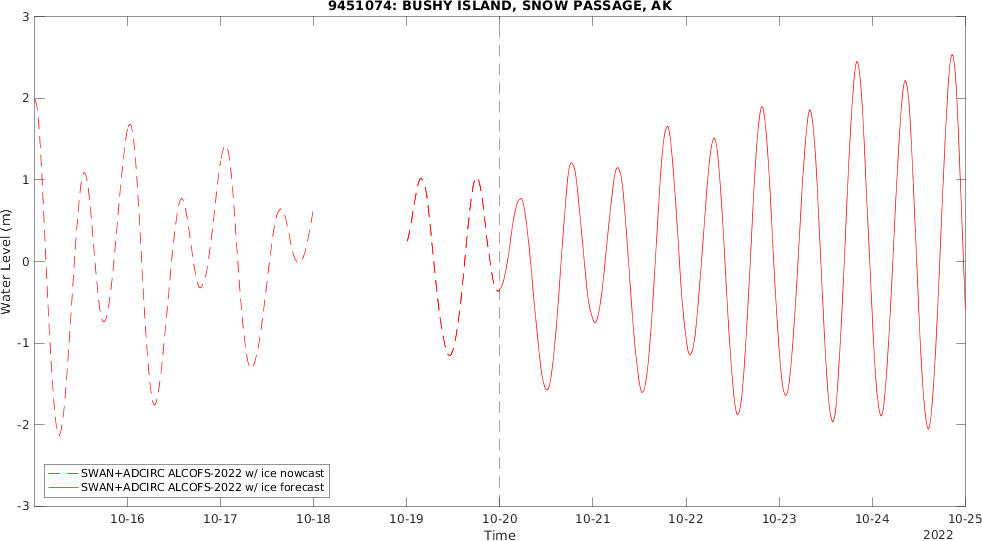 9451074: BUSHY ISLAND, SNOW PASSAGE, AK
3
2
1
0
-1
-2
-3
Water Level (m)
SWAN+ADCIRC ALCOFS-2022 w/ ice nowcast
SWAN+ADCIRC ALCOFS-2022 w/ ice forecast
10-16 10-17 10-18 10-19 10-20 10-21 10-22 10-23 10-24 10-25
Time
2022